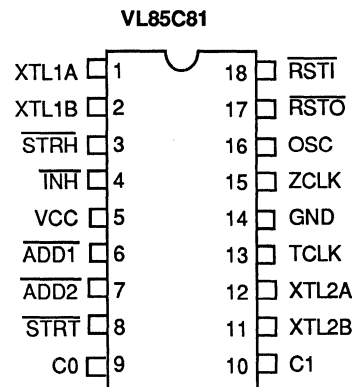 VL85C81
XTL1A 1 18 RSTI
XTL1B 2 17 RSTO
STRH 3 16 OSC
INH 4 15 ZCLK
VCC 5 14 GND
ADD1 6 13 TCLK
ADD2 7 12 XTL2A
STRT 8 11 XTL2B
C0 9 10 C1